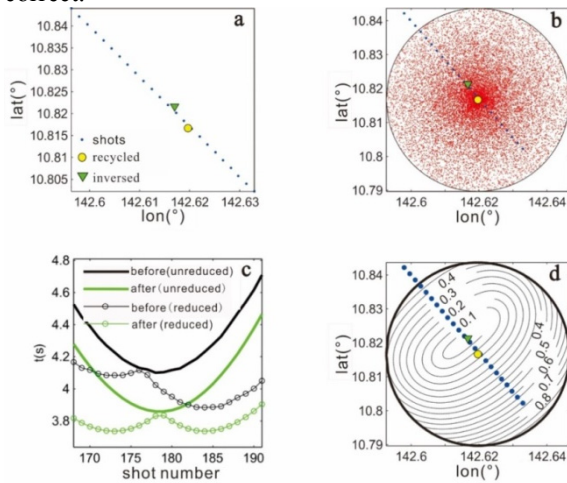 correct.
a
10.84
10.835
10.83
10.825
10.82
10.815
10.81
10.805
lat(°)
shots
recycled
inversed
142.6 142.61 142.62 142.63
lon(°)
b
10.84
10.83
10.82
10.81
10.8
10.79
lat(°)
142.6 142.62 142.64
lon(°)
c
4.8
4.6
4.4
4.2
4
3.8
t(s)
before(unreduced)
after(unreduced)
before(reduced)
after(reduced)
170 180 190
shot number
d
10.84
10.83
10.82
10.81
10.8
10.79
lat(°)
0.4
0.3
0.2
0.1
0.4
0.5
0.6
0.7
0.8
142.6 142.62 142.64
lon(°)